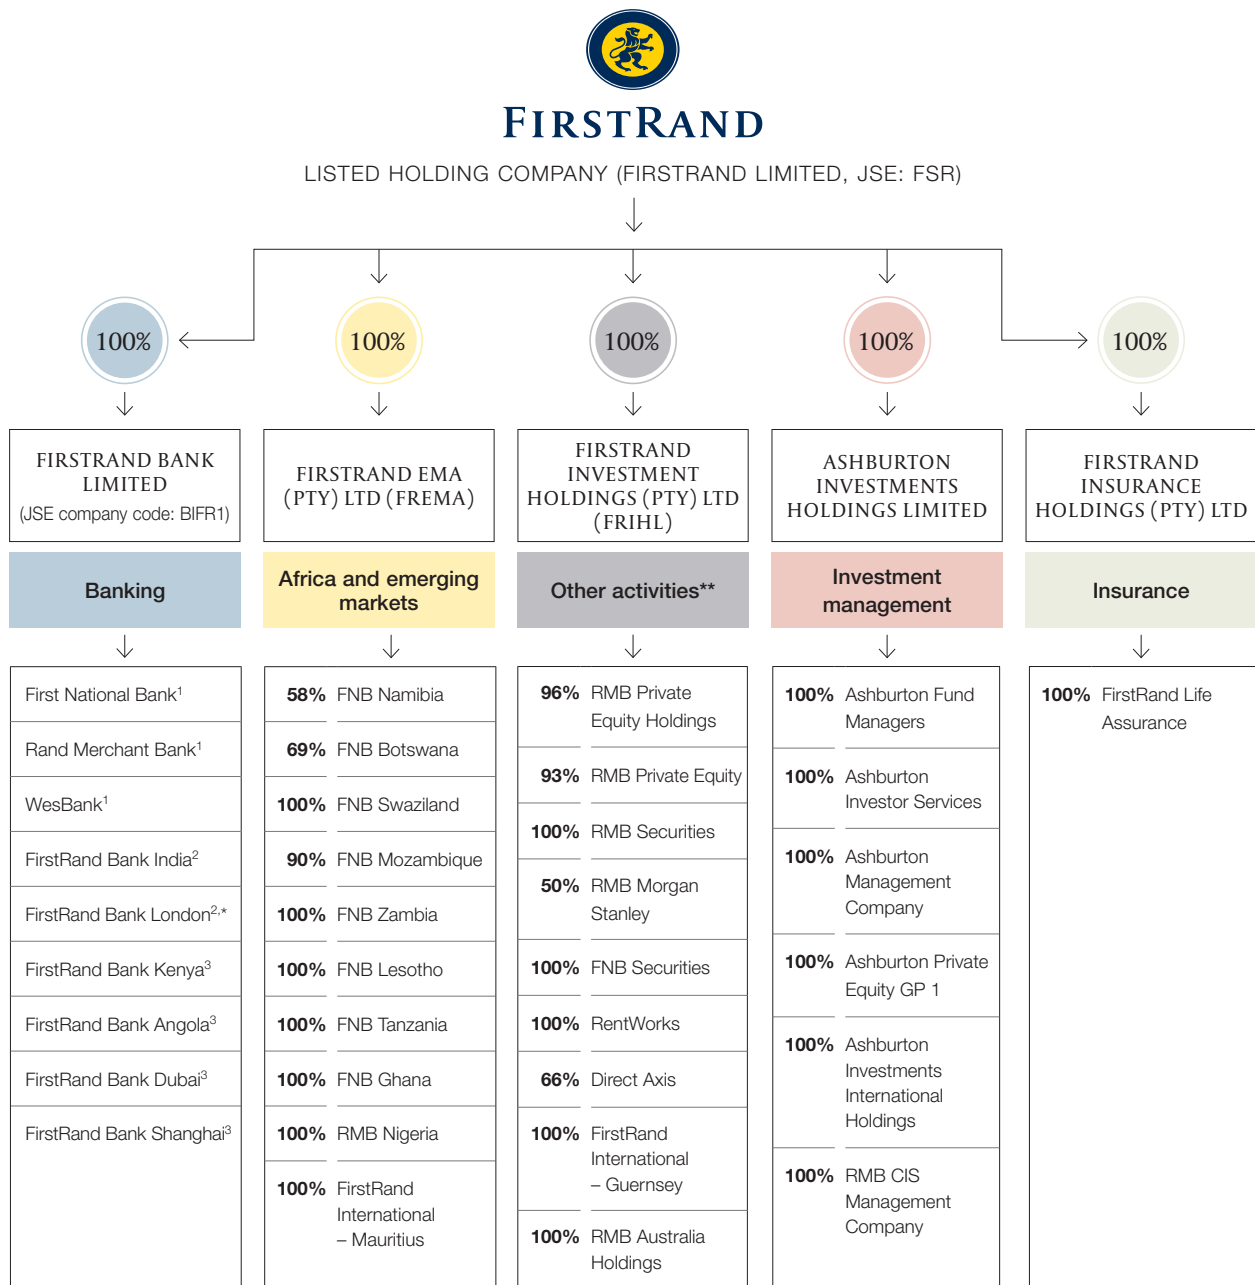 FIRSTRAND
LISTED HOLDING COMPANY (FIRSTRAND LIMITED, JSE: FSR)
100%
100%
100%
100%
100%
FIRSTRAND BANK
LIMITED
(JSE company code: BIFR1)
FIRSTRAND EMA
(PTY) LTD (FREMA)
FIRSTRAND
INVESTMENT
HOLDINGS (PTY) LTD
(FRIHL)
ASHBURTON
INVESTMENTS
HOLDINGS LIMITED
FIRSTRAND
INSURANCE
HOLDINGS (PTY) LTD
Banking
Africa and emerging
markets
Other activities**
Investment
management
Insurance
First National Bank1
Rand Merchant Bank1
WesBank1
FirstRand Bank India2
FirstRand Bank London2,*
FirstRand Bank Kenya3
FirstRand Bank Angola3
FirstRand Bank Dubai3
FirstRand Bank Shanghai3
58% FNB Namibia
69% FNB Botswana
100% FNB Swaziland
90% FNB Mozambique
100% FNB Zambia
100% FNB Lesotho
100% FNB Tanzania
100% FNB Ghana
100% RMB Nigeria
100% FirstRand
International
– Mauritius
96% RMB Private
Equity Holdings
93% RMB Private Equity
100% RMB Securities
50% RMB Morgan
Stanley
100% FNB Securities
100% RentWorks
66% Direct Axis
100% FirstRand
International
– Guernsey
100% RMB Australia
Holdings
100% Ashburton Fund
Managers
100% Ashburton
Investor Services
100% Ashburton
Management
Company
100% Ashburton Private
Equity GP 1
100% Ashburton
Investments
International
Holdings
100% RMB CIS
Management
Company
100% FirstRand Life
Assurance